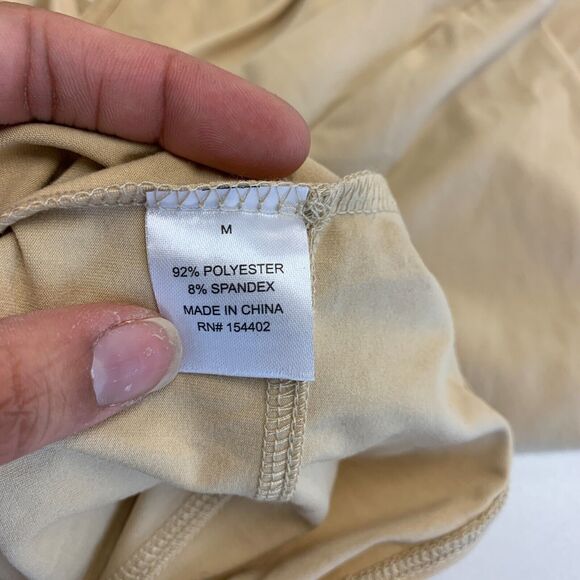 M
92% POLYESTER
8% SPANDEX
MADE IN CHINA
RN# 154402